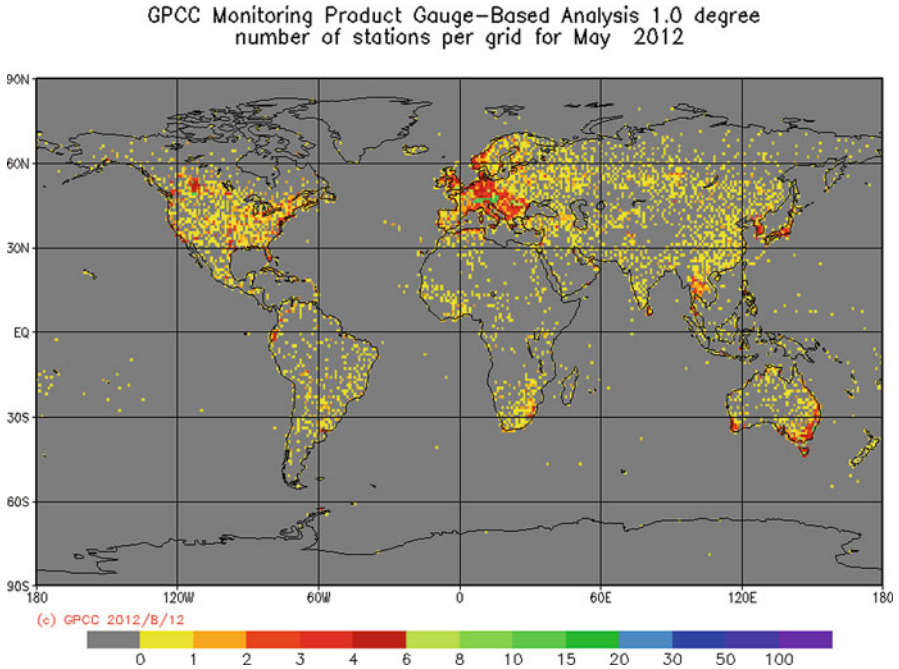 GPCC Monitoring Product Gauge-Based Analysis 1.0 degree
number of stations per grid for May 2012
90N
60N
30N
EQ
30S
60S
90S
180 120W 60W 0 60E 120E 180
(c) GPCC 2012/8/12
0 1 2 3 4 6 8 10 15 20 30 50 100